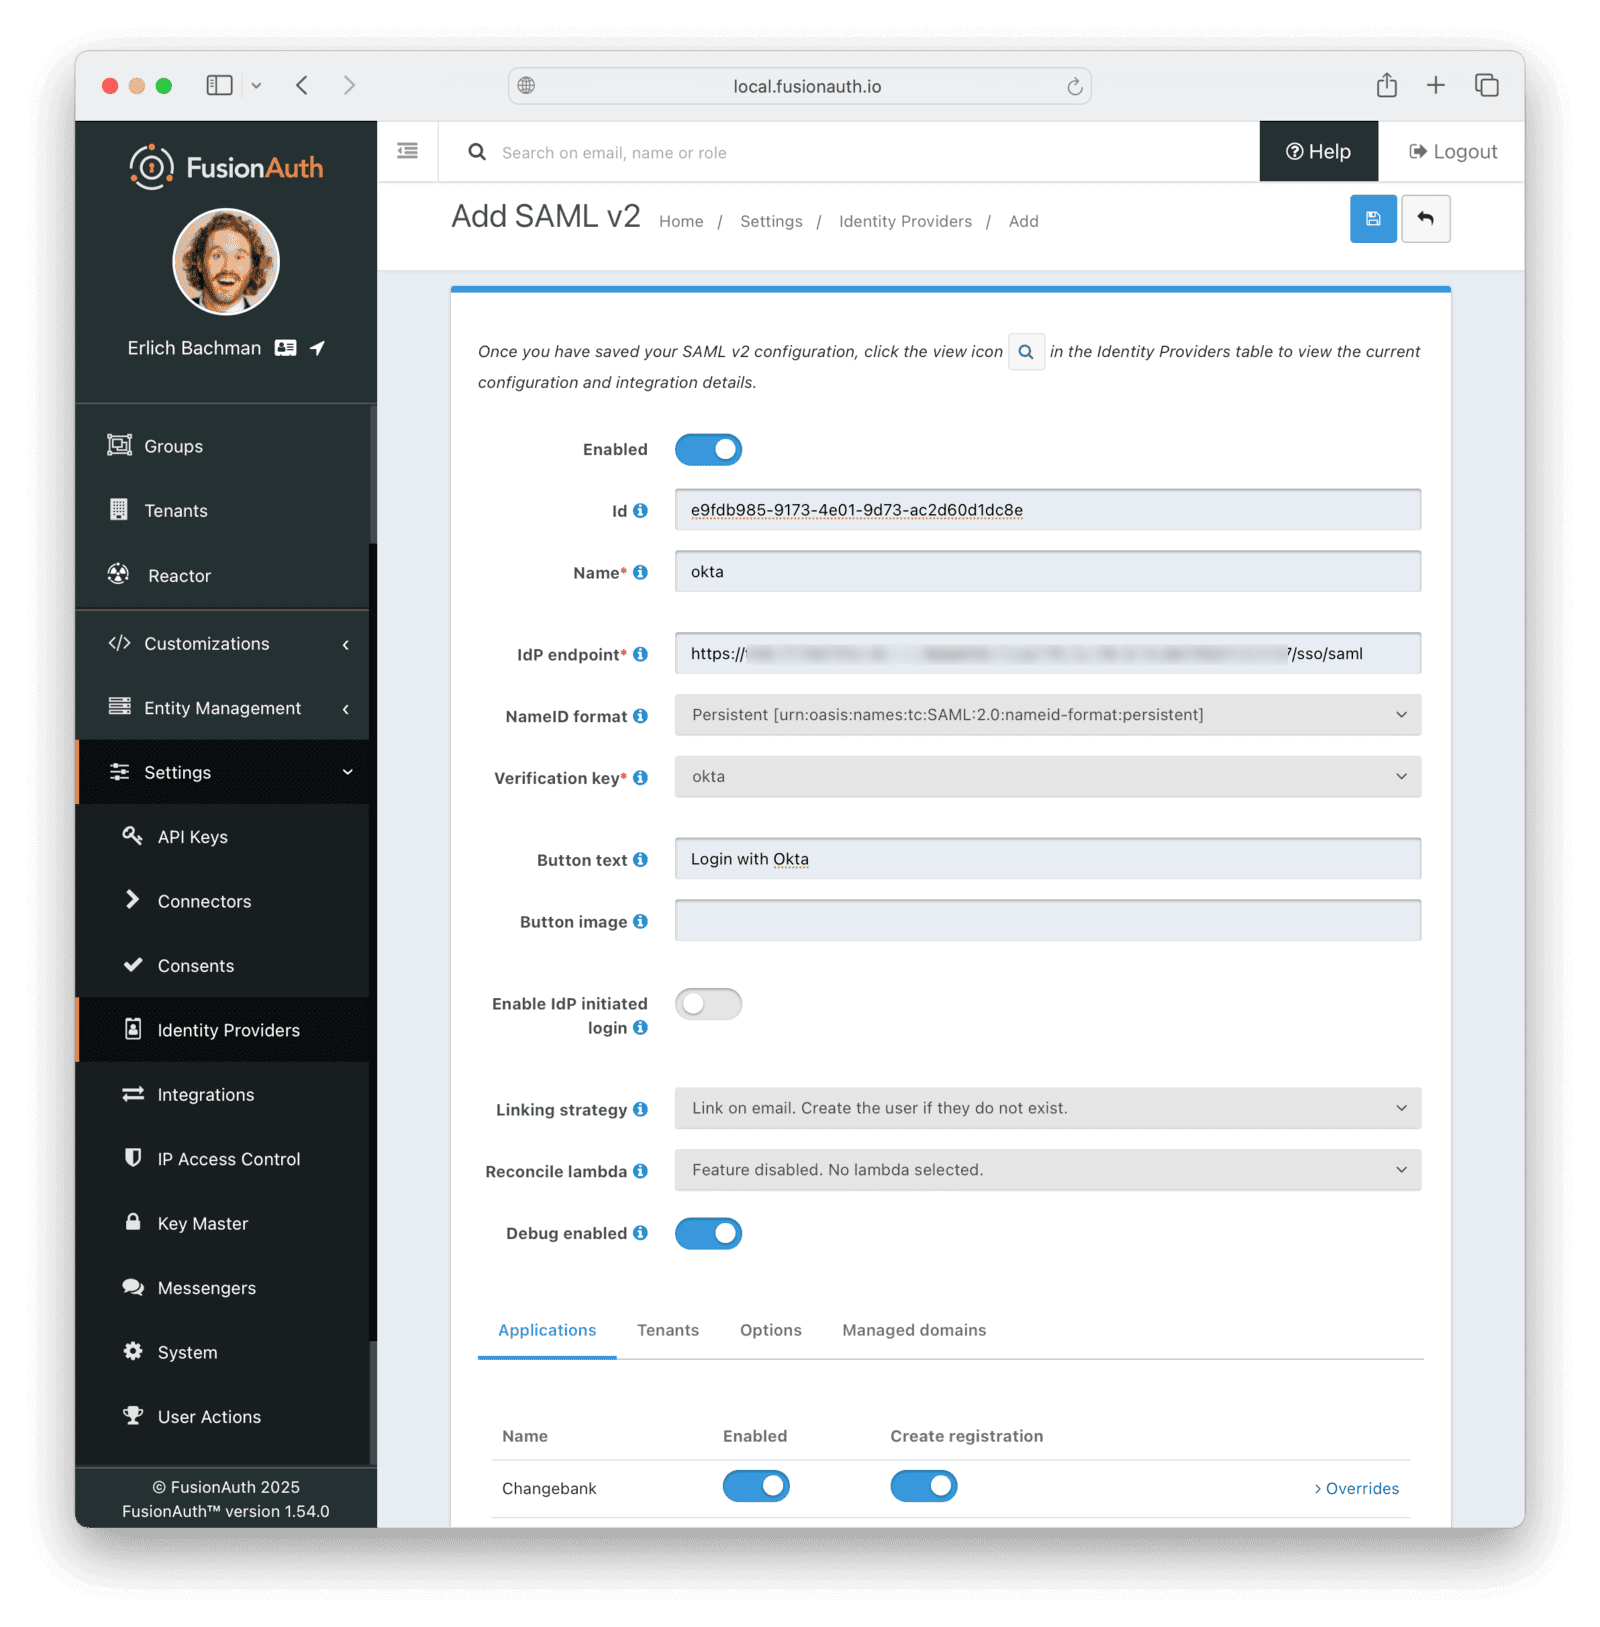 local.fusionauth.io
FusionAuth
Search on email, name or role
Help
Logout
Erlich Bachman
Add SAML v2
Home / Settings / Identity Providers / Add
Groups
Tenants
Reactor
Customizations
Entity Management
Settings
API Keys
Connectors
Consents
Identity Providers
Integrations
IP Access Control
Key Master
Messengers
System
User Actions
© FusionAuth 2025
FusionAuth™ version 1.54.0
Once you have saved your SAML v2 configuration, click the view icon in the Identity Providers table to view the current
configuration and integration details.
Enabled
Id e9fdb985-9173-4e01-9d73-ac2d60d1dc8e
Name* okta
IdP endpoint* https:// /sso/saml
NameID format Persistent [urn:oasis:names:tc:SAML:2.0:nameid-format:persistent]
Verification key* okta
Button text Login with Okta
Button image
Enable IdP initiated
login
Linking strategy Link on email. Create the user if they do not exist.
Reconcile lambda Feature disabled. No lambda selected.
Debug enabled
Applications Tenants Options Managed domains
Name Enabled Create registration
Changebank > Overrides